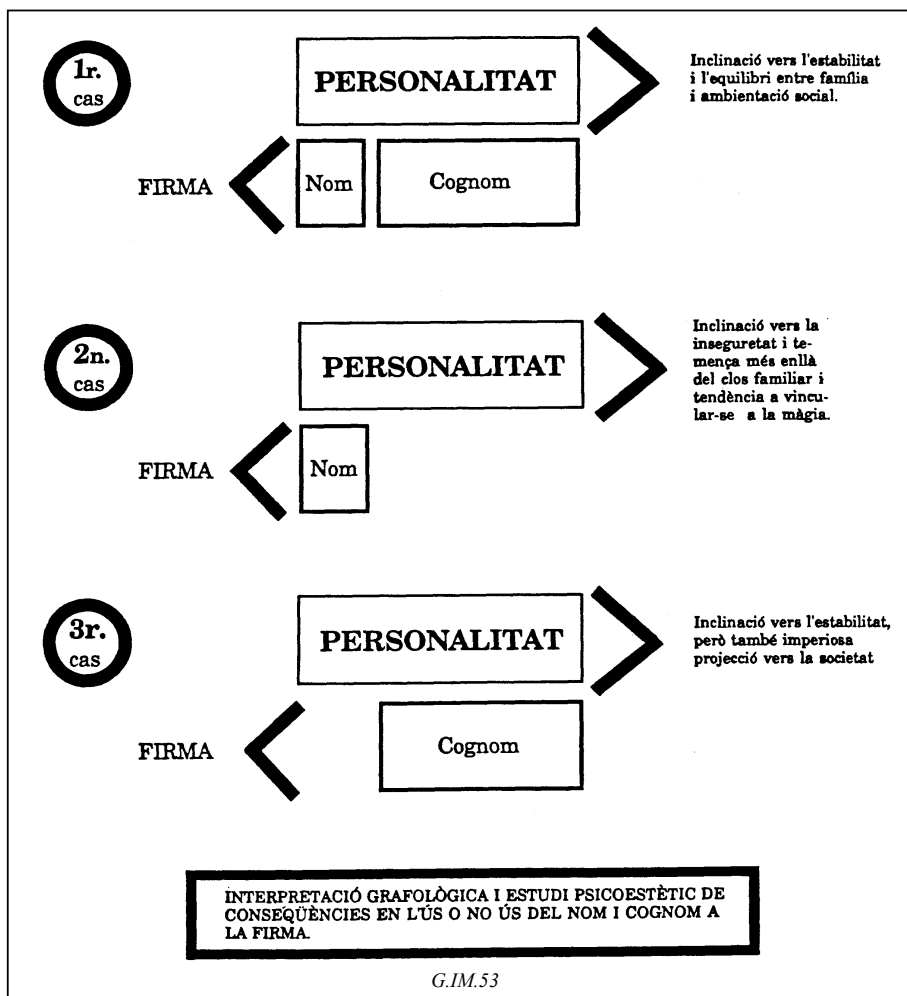 1r.
cas
PERSONALITAT
Inclinació vers l'estabilitat
i l'equilibri entre família
i ambientació social.
FIRMA
Nom
Cognom
2n.
cas
PERSONALITAT
Inclinació vers la
inseguretat i te-
mença més enllà
del clos familiar i
tendència a vincu-
lar-se a la màgia.
FIRMA
Nom
3r.
cas
PERSONALITAT
Inclinació vers l'estabilitat,
però també imperiosa
projecció vers la societat
FIRMA
Cognom
INTERPRETACIÓ GRAFOLÒGICA I ESTUDI PSICOESTÈTIC DE
CONSEQÜÈNCIES EN L'ÚS O NO ÚS DEL NOM I COGNOM A
LA FIRMA.
G.IM.53